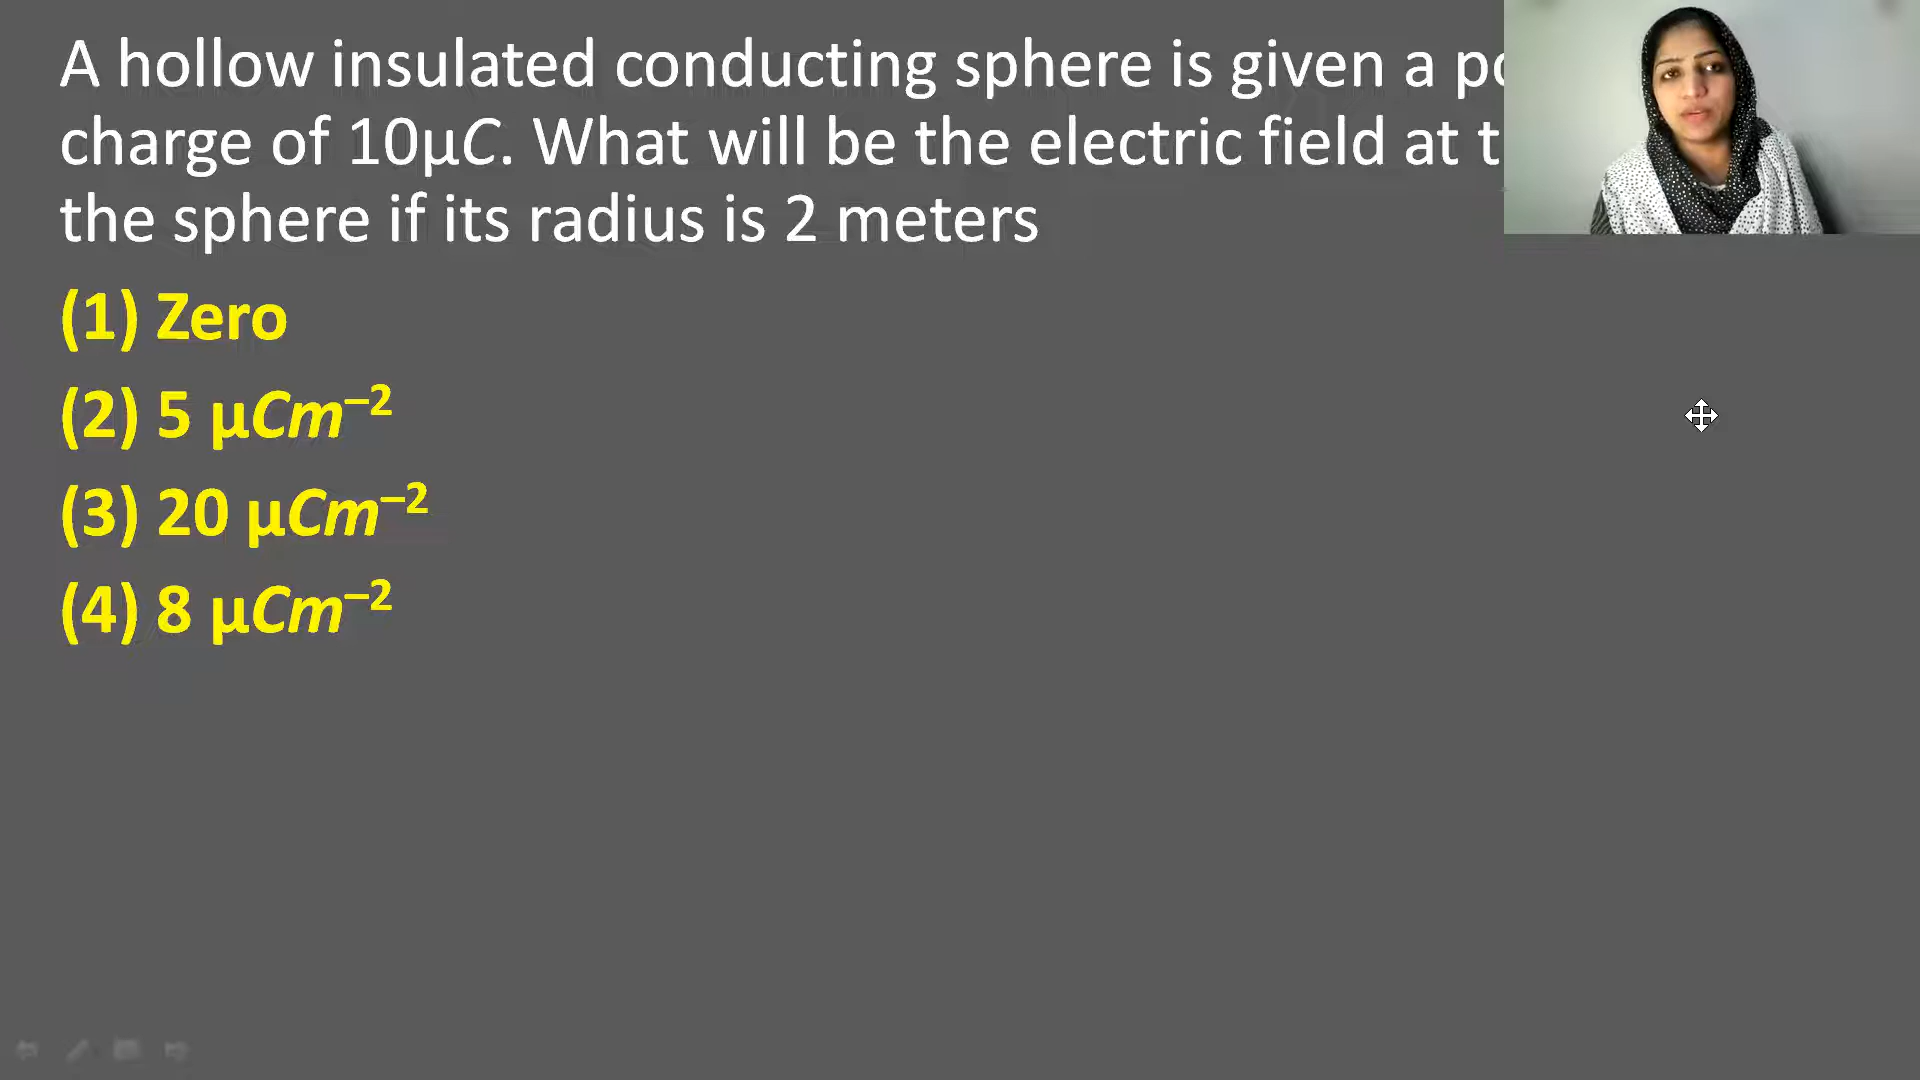 A hollow insulated conducting sphere is given a
charge of 10μC. What will be the electric field at
the sphere if its radius is 2 meters
(1) Zero
(2) 5 μCm⁻²
(3) 20 μCm⁻²
(4) 8 μCm⁻²